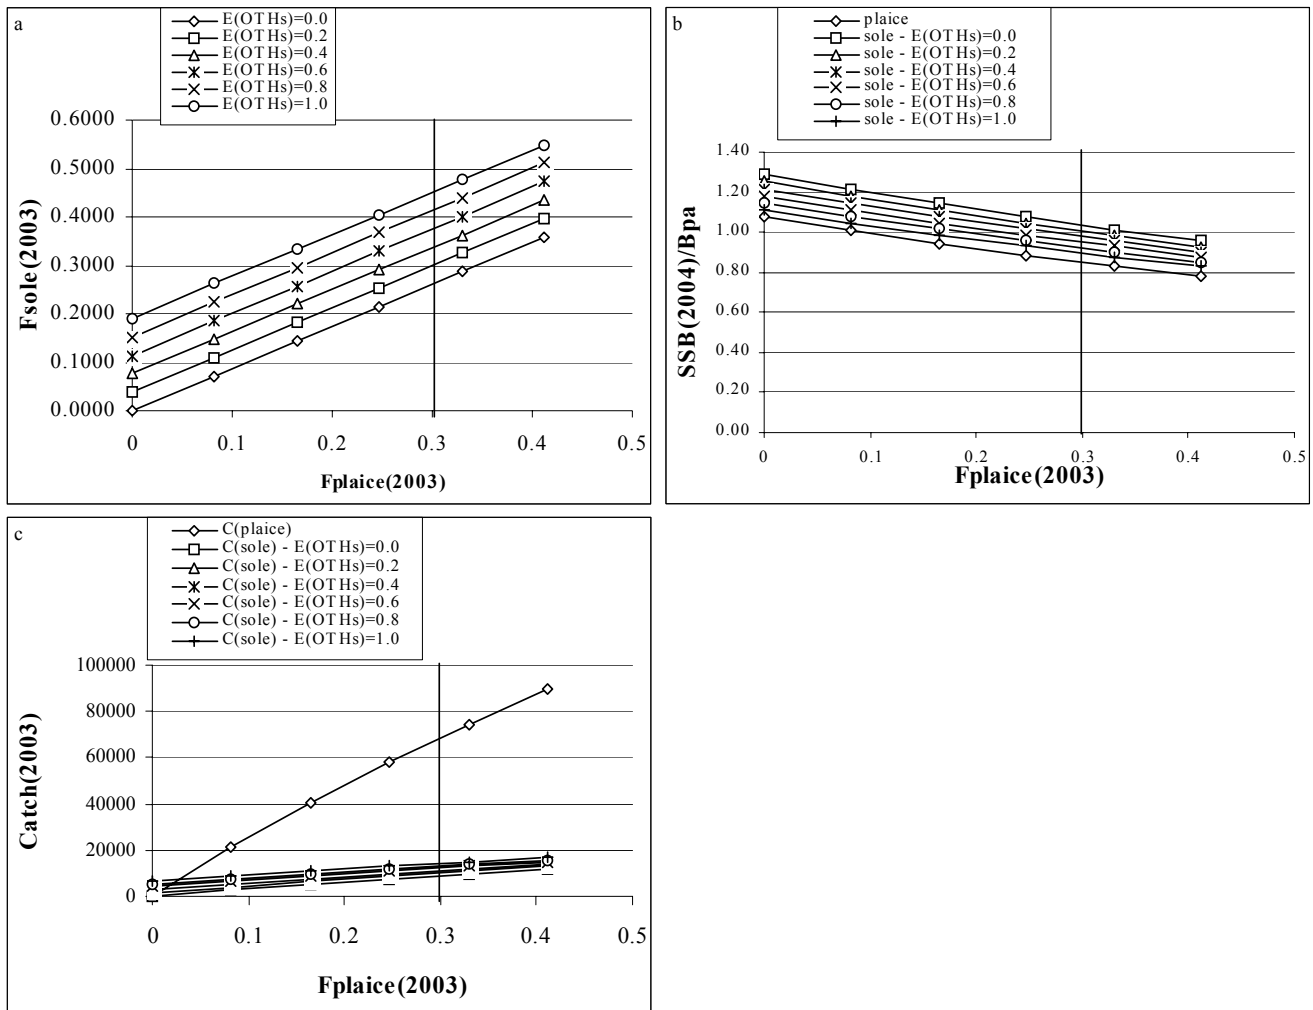 a
E(OTHs)=0.0
E(OTHs)=0.2
E(OTHs)=0.4
E(OTHs)=0.6
E(OTHs)=0.8
E(OTHs)=1.0
Fsole(2003)
0.6000
0.5000
0.4000
0.3000
0.2000
0.1000
0.0000
0 0.1 0.2 0.3 0.4 0.5
Fplaice(2003)
b
plaice
sole - E(OTHs)=0.0
sole - E(OTHs)=0.2
sole - E(OTHs)=0.4
sole - E(OTHs)=0.6
sole - E(OTHs)=0.8
sole - E(OTHs)=1.0
SSB(2004)/Bpa
1.40
1.20
1.00
0.80
0.60
0.40
0.20
0.00
0 0.1 0.2 0.3 0.4 0.5
Fplaice(2003)
c
C(plaice)
C(sole) - E(OTHs)=0.0
C(sole) - E(OTHs)=0.2
C(sole) - E(OTHs)=0.4
C(sole) - E(OTHs)=0.6
C(sole) - E(OTHs)=0.8
C(sole) - E(OTHs)=1.0
Catch(2003)
100000
80000
60000
40000
20000
0
0 0.1 0.2 0.3 0.4 0.5
Fplaice(2003)